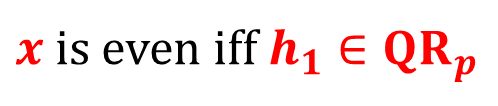 x is even iff h₁ ∈ QRₚ